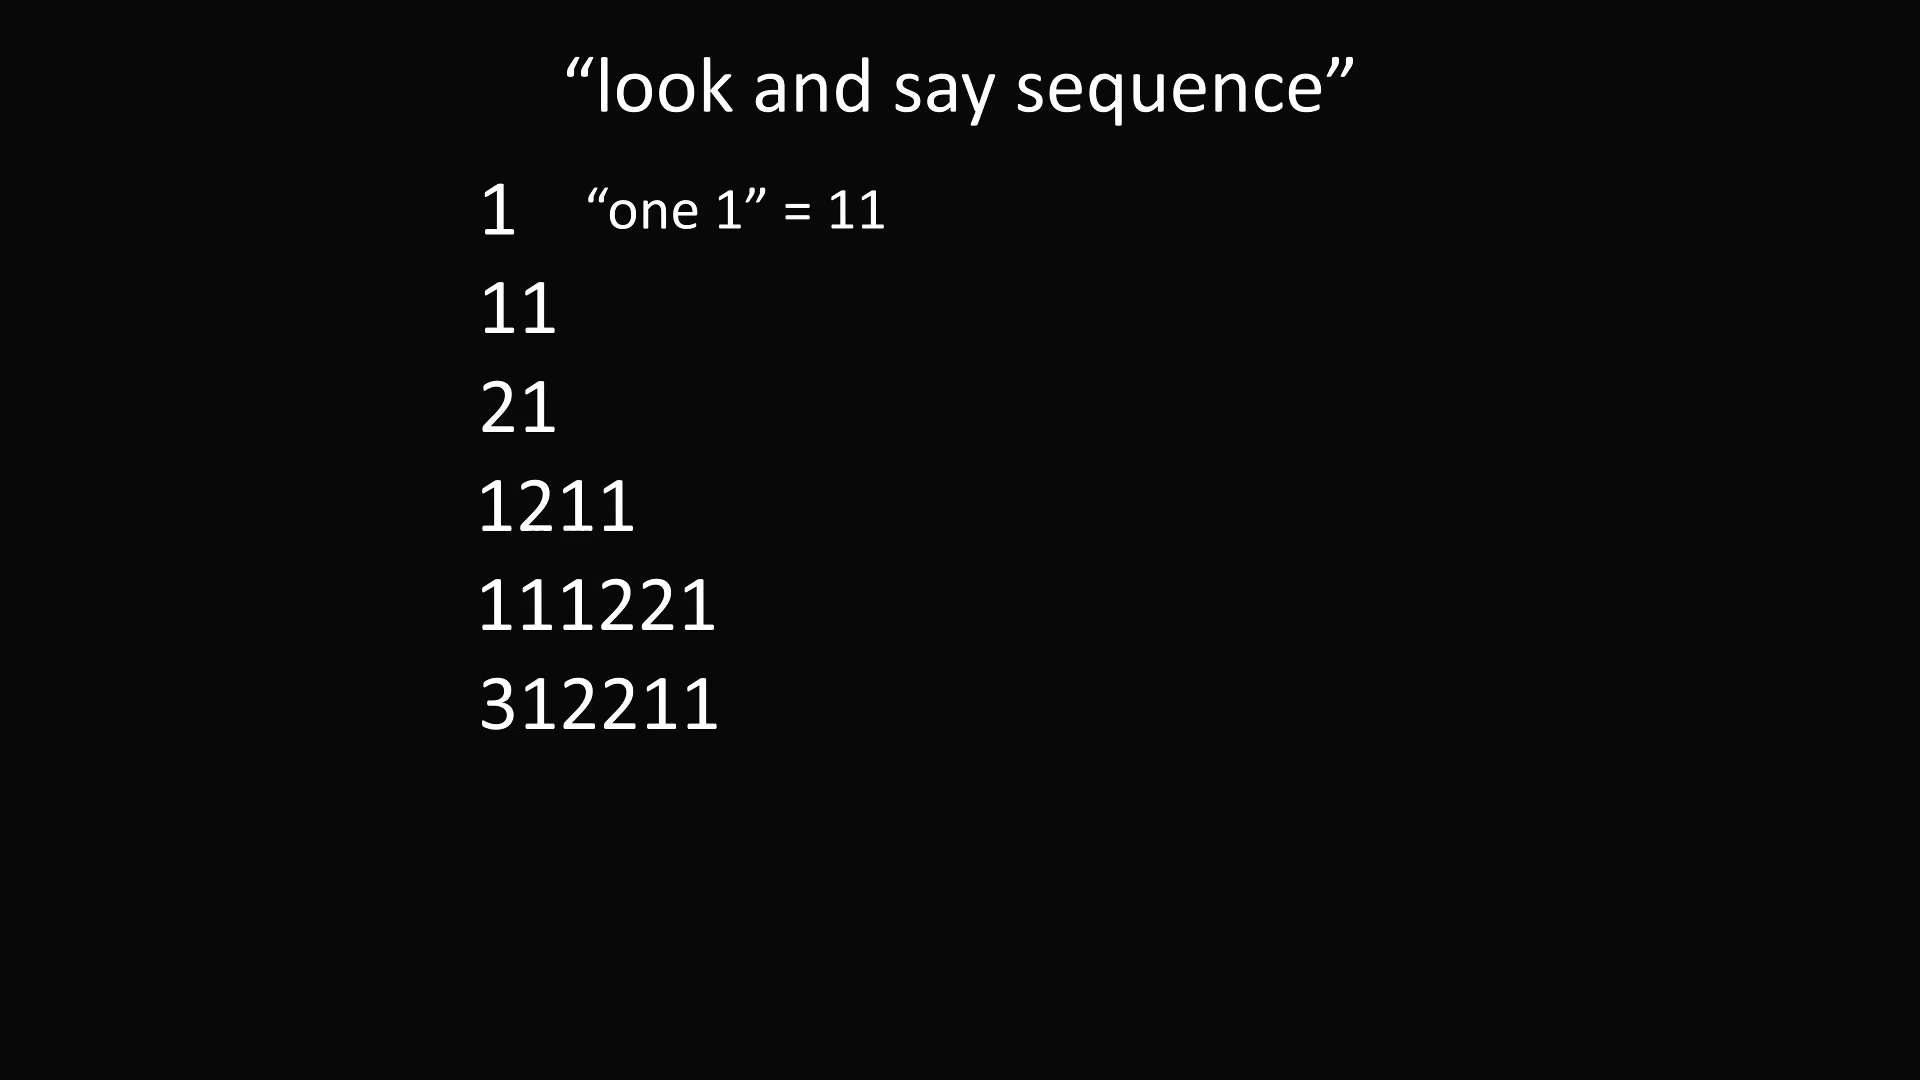 “look and say sequence”
1 “one 1” = 11
11
21
1211
111221
312211